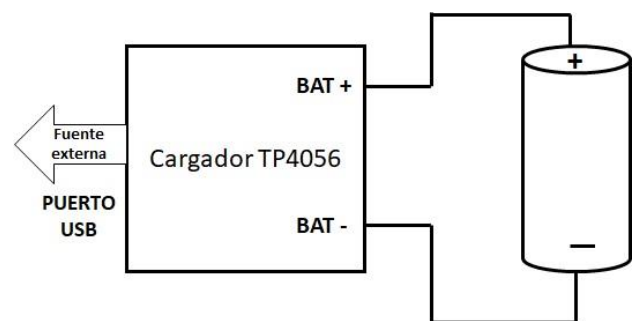 BAT +
Fuente
externa
Cargador TP4056
PUERTO
USB
BAT -
+
−